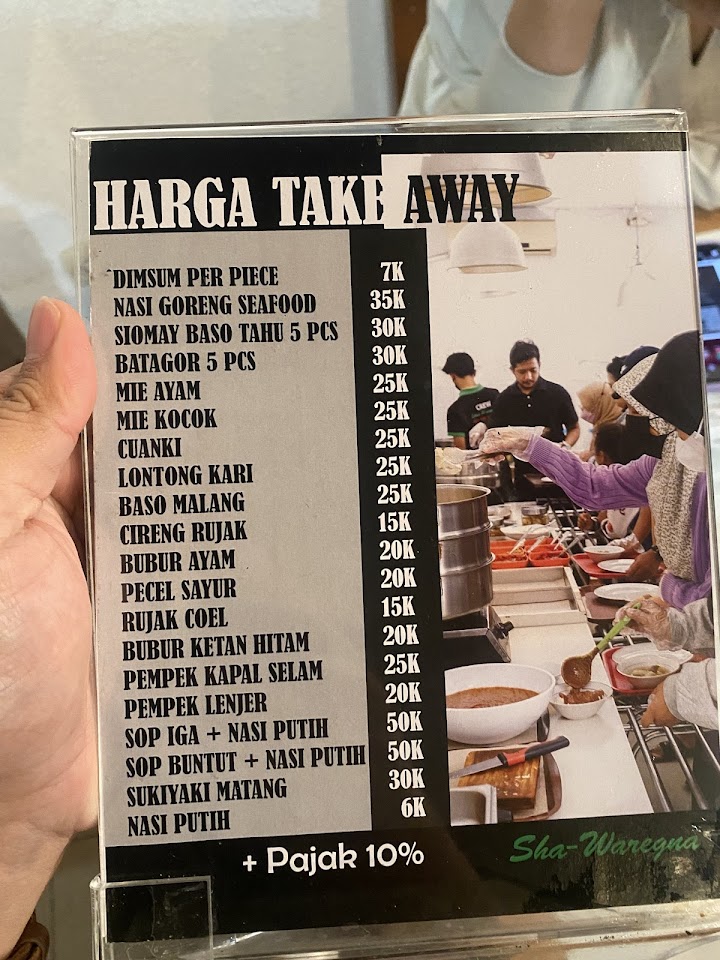 HARGA TAKE AWAY
DIMSUM PER PIECE 7K
NASI GORENG SEAFOOD 35K
SIOMAY BASO TAHU 5 PCS 30K
BATAGOR 5 PCS 30K
MIE AYAM 25K
MIE KOCOK 25K
CUANKI 25K
LONTONG KARI 25K
BASO MALANG 25K
CIRENG RUJAK 15K
BUBUR AYAM 20K
PECEL SAYUR 20K
RUJAK COEL 15K
BUBUR KETAN HITAM 20K
PEMPEK KAPAL SELAM 25K
PEMPEK LENJER 20K
SOP IGA + NASI PUTIH 50K
SOP BUNTUT + NASI PUTIH 50K
SUKIYAKI MATANG 30K
NASI PUTIH 6K
+ Pajak 10%
Sha-Waregna
CREW